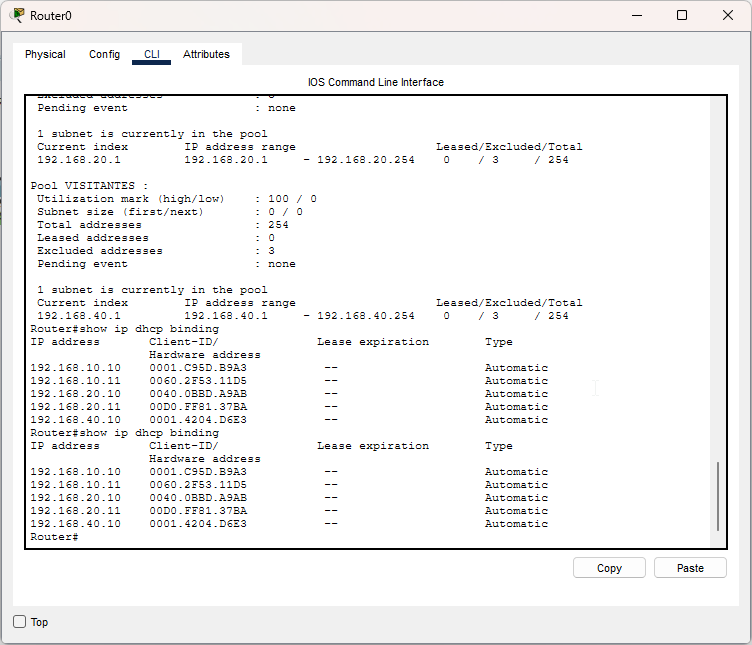 Router0
Physical Config CLI Attributes
IOS Command Line Interface
Excluded addresses : 3
Pending event : none
1 subnet is currently in the pool
Current index IP address range Leased/Excluded/Total
192.168.20.1 192.168.20.1 - 192.168.20.254 0 / 3 / 254
Pool VISITANTES :
Utilization mark (high/low) : 100 / 0
Subnet size (first/next) : 0 / 0
Total addresses : 254
Leased addresses : 0
Excluded addresses : 3
Pending event : none
1 subnet is currently in the pool
Current index IP address range Leased/Excluded/Total
192.168.40.1 192.168.40.1 - 192.168.40.254 0 / 3 / 254
Router#show ip dhcp binding
IP address Client-ID/ Lease expiration Type
Hardware address
192.168.10.10 0001.C95D.B9A3 -- Automatic
192.168.10.11 0060.2F53.11D5 -- Automatic
192.168.20.10 0040.0BBD.A9AB -- Automatic
192.168.20.11 00D0.FF81.37BA -- Automatic
192.168.40.10 0001.4204.D6E3 -- Automatic
Router#show ip dhcp binding
IP address Client-ID/ Lease expiration Type
Hardware address
192.168.10.10 0001.C95D.B9A3 -- Automatic
192.168.10.11 0060.2F53.11D5 -- Automatic
192.168.20.10 0040.0BBD.A9AB -- Automatic
192.168.20.11 00D0.FF81.37BA -- Automatic
192.168.40.10 0001.4204.D6E3 -- Automatic
Router#
Copy Paste
Top